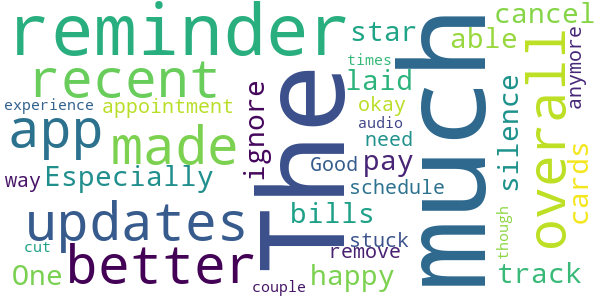 reminder
The
much
overall
star
cancel
able
anymore
recent
times
laid
app
experience
appointment
okay
audio
made
ignore
need
silence
cards
way
Especially
Good
pay
schedule
updates
bills
though
cut
better
stuck
remove
One
couple
happy
track